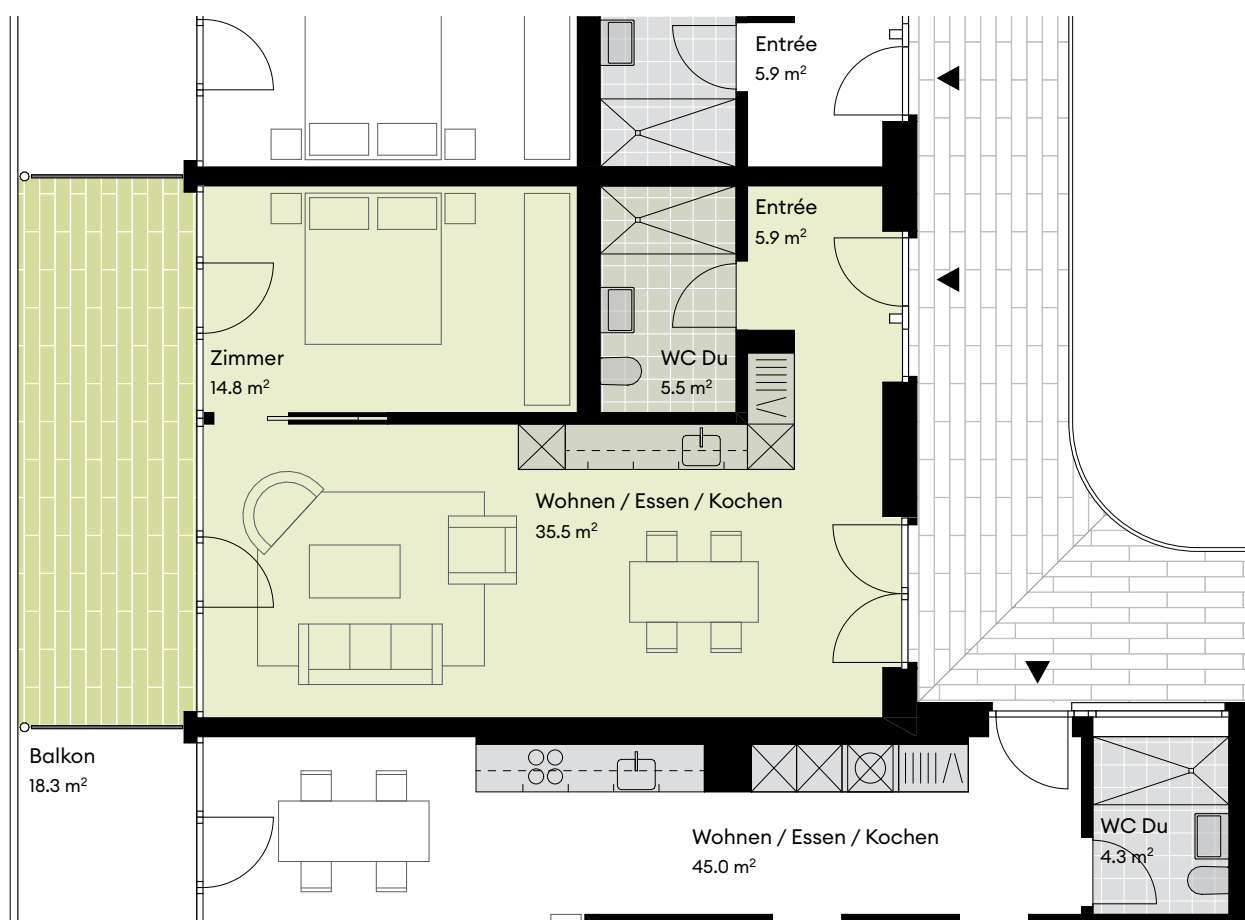 Entrée
5.9 m²
Entrée
5.9 m²
Zimmer
14.8 m²
WC Du
5.5 m²
Wohnen / Essen / Kochen
35.5 m²
Balkon
18.3 m²
Wohnen / Essen / Kochen
45.0 m²
WC Du
4.3 m²